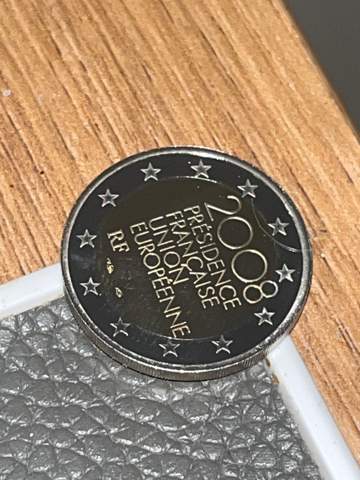 2008
PRÉSIDENCE
FRANÇAISE
UNION
EUROPÉENNE
RF